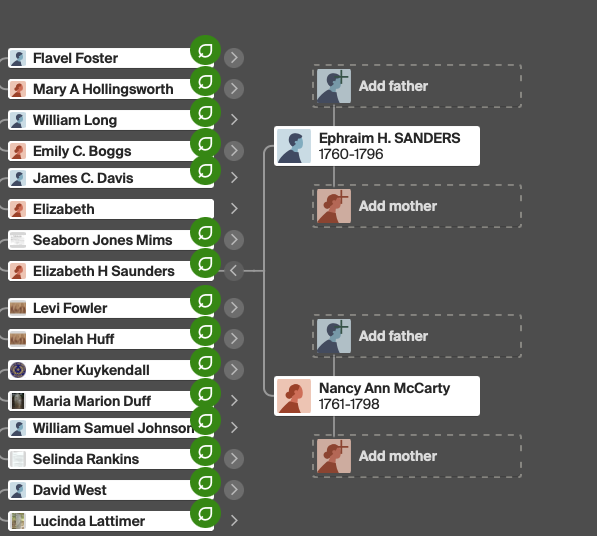 Flavel Foster
Mary A Hollingsworth
William Long
Emily C. Boggs
James C. Davis
Elizabeth
Seaborn Jones Mims
Elizabeth H Saunders
Levi Fowler
Dinelah Huff
Abner Kuykendall
Maria Marion Duff
William Samuel Johnson
Selinda Rankins
David West
Lucinda Lattimer
Add father
Ephraim H. SANDERS
1760-1796
Add mother
Add father
Nancy Ann McCarty
1761-1798
Add mother